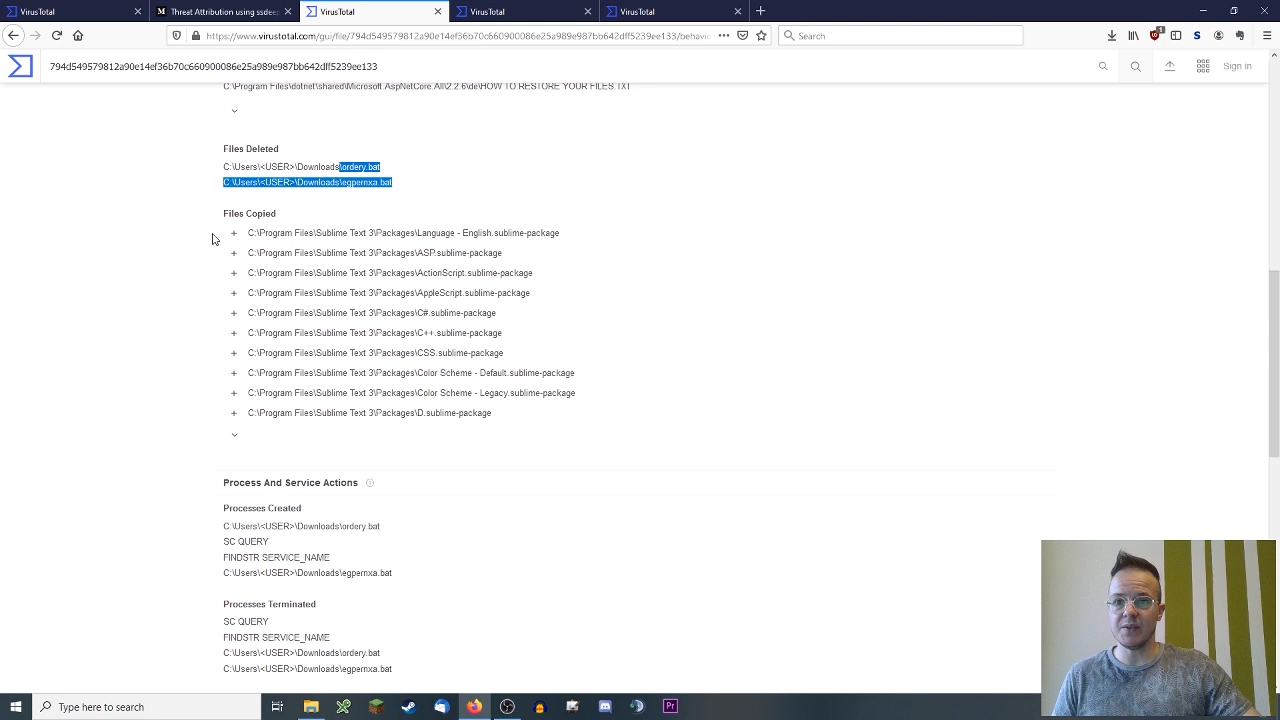 VirusTotal
Threat Attribution using ssdee
VirusTotal
VirusTotal
VirusTotal
https://www.virustotal.com/gui/file/794d549579812a90e14ef36b70c660900086e25a989e987bb642dff5239ee133/behavio
Search
794d549579812a90e14ef36b70c660900086e25a989e987bb642dff5239ee133
Sign in
C:\Program Files\dotnet\shared\Microsoft.AspNetCore.All\2.2.6\de\HOW TO RESTORE YOUR FILES.TXT
Files Deleted
C:\Users\<USER>\Downloads\ordery.bat
C:\Users\<USER>\Downloads\egpernxa.bat
Files Copied
+ C:\Program Files\Sublime Text 3\Packages\Language - English.sublime-package
+ C:\Program Files\Sublime Text 3\Packages\ASP.sublime-package
+ C:\Program Files\Sublime Text 3\Packages\ActionScript.sublime-package
+ C:\Program Files\Sublime Text 3\Packages\AppleScript.sublime-package
+ C:\Program Files\Sublime Text 3\Packages\C#.sublime-package
+ C:\Program Files\Sublime Text 3\Packages\C++.sublime-package
+ C:\Program Files\Sublime Text 3\Packages\CSS.sublime-package
+ C:\Program Files\Sublime Text 3\Packages\Color Scheme - Default.sublime-package
+ C:\Program Files\Sublime Text 3\Packages\Color Scheme - Legacy.sublime-package
+ C:\Program Files\Sublime Text 3\Packages\D.sublime-package
Process And Service Actions
Processes Created
C:\Users\<USER>\Downloads\ordery.bat
SC QUERY
FINDSTR SERVICE_NAME
C:\Users\<USER>\Downloads\egpernxa.bat
Processes Terminated
SC QUERY
FINDSTR SERVICE_NAME
C:\Users\<USER>\Downloads\ordery.bat
C:\Users\<USER>\Downloads\egpernxa.bat
Type here to search
Pr